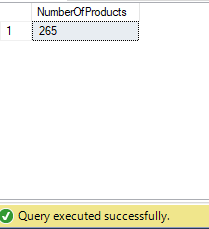 NumberOfProducts
1 265
Query executed successfully.